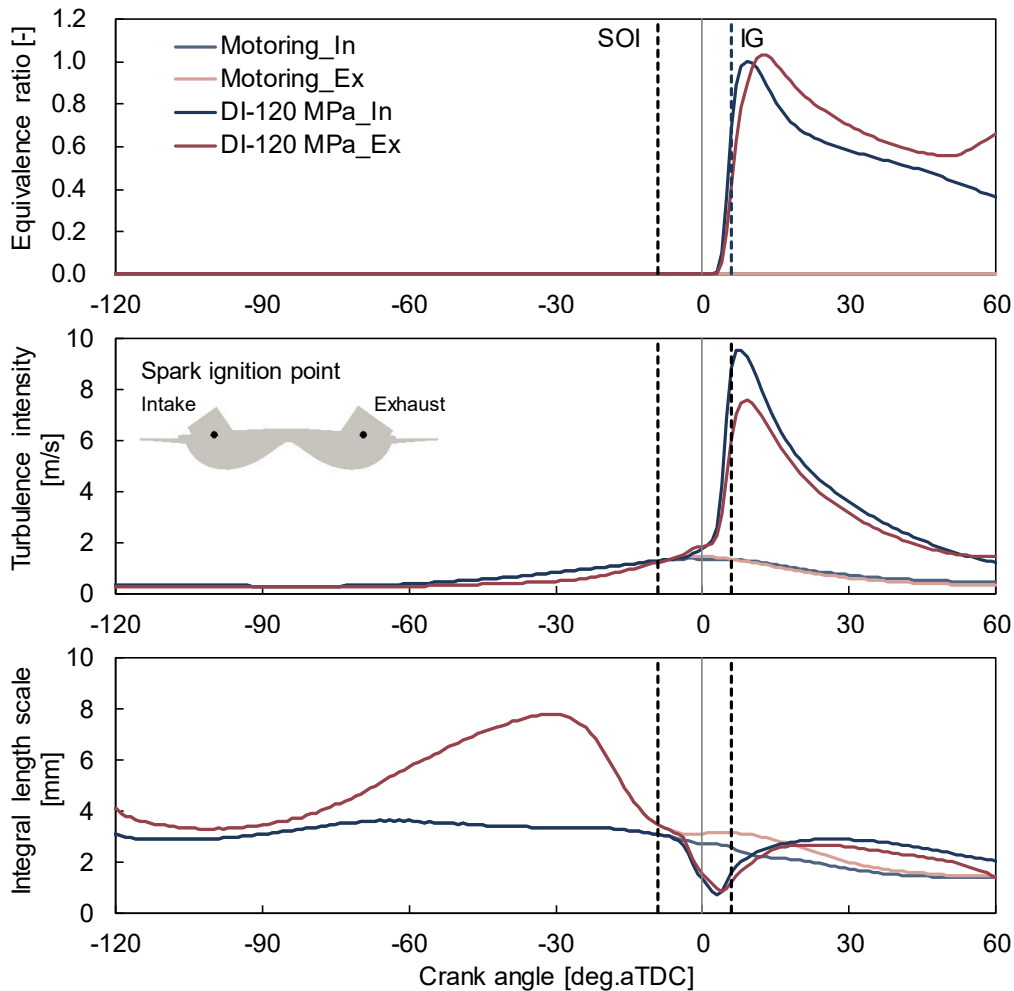 Equivalence ratio [-]
1.2
1.0
0.8
0.6
0.4
0.2
0.0
Motoring_In
Motoring_Ex
DI-120 MPa_In
DI-120 MPa_Ex
SOI
IG
-120
-90
-60
-30
0
30
60
Turbulence intensity
[m/s]
10
8
6
4
2
0
Spark ignition point
Intake
Exhaust
-120
-90
-60
-30
0
30
60
Integral length scale
[mm]
10
8
6
4
2
0
-120
-90
-60
-30
0
30
60
Crank angle [deg.aTDC]